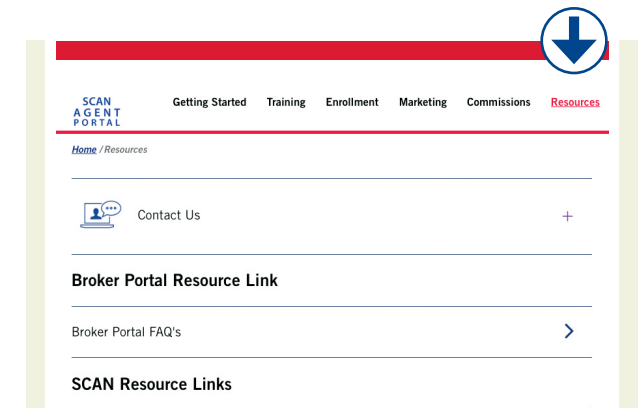 SCAN
AGENT
PORTAL
Getting Started Training Enrollment Marketing Commissions Resources
Home / Resources
Contact Us
Broker Portal Resource Link
Broker Portal FAQ's
SCAN Resource Links